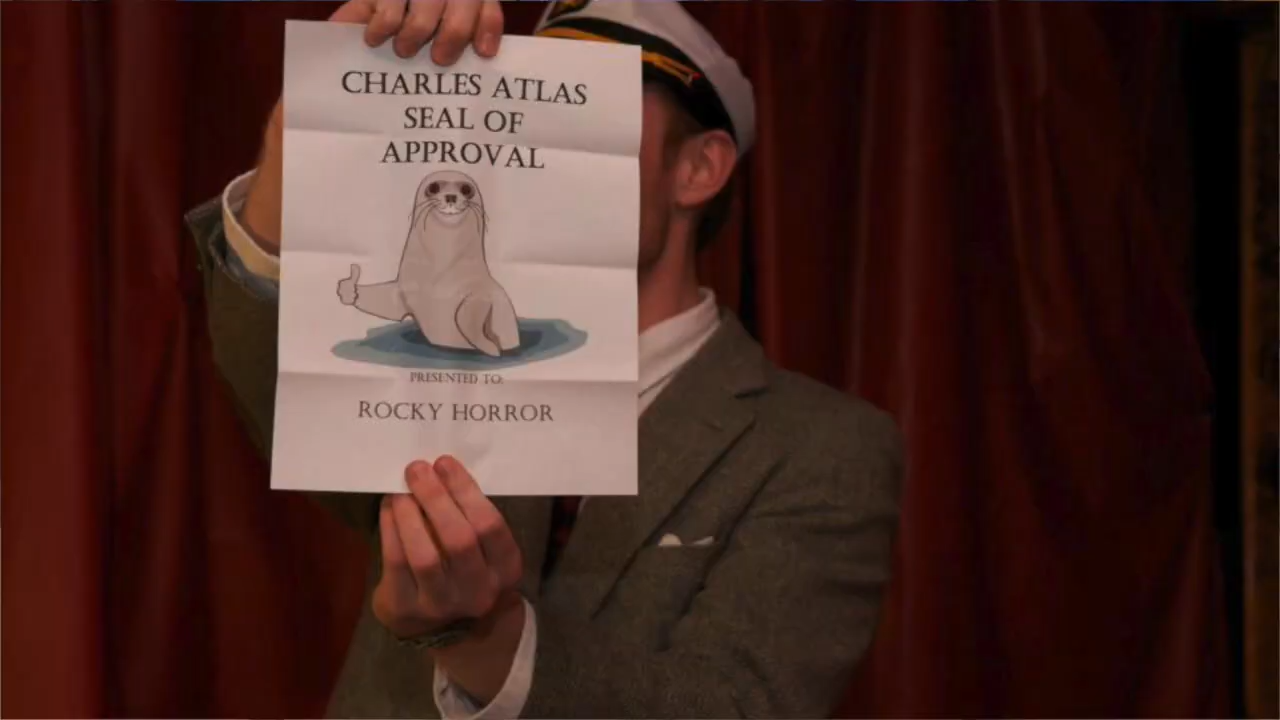 CHARLES ATLAS
SEAL OF
APPROVAL
PRESENTED TO:
ROCKY HORROR